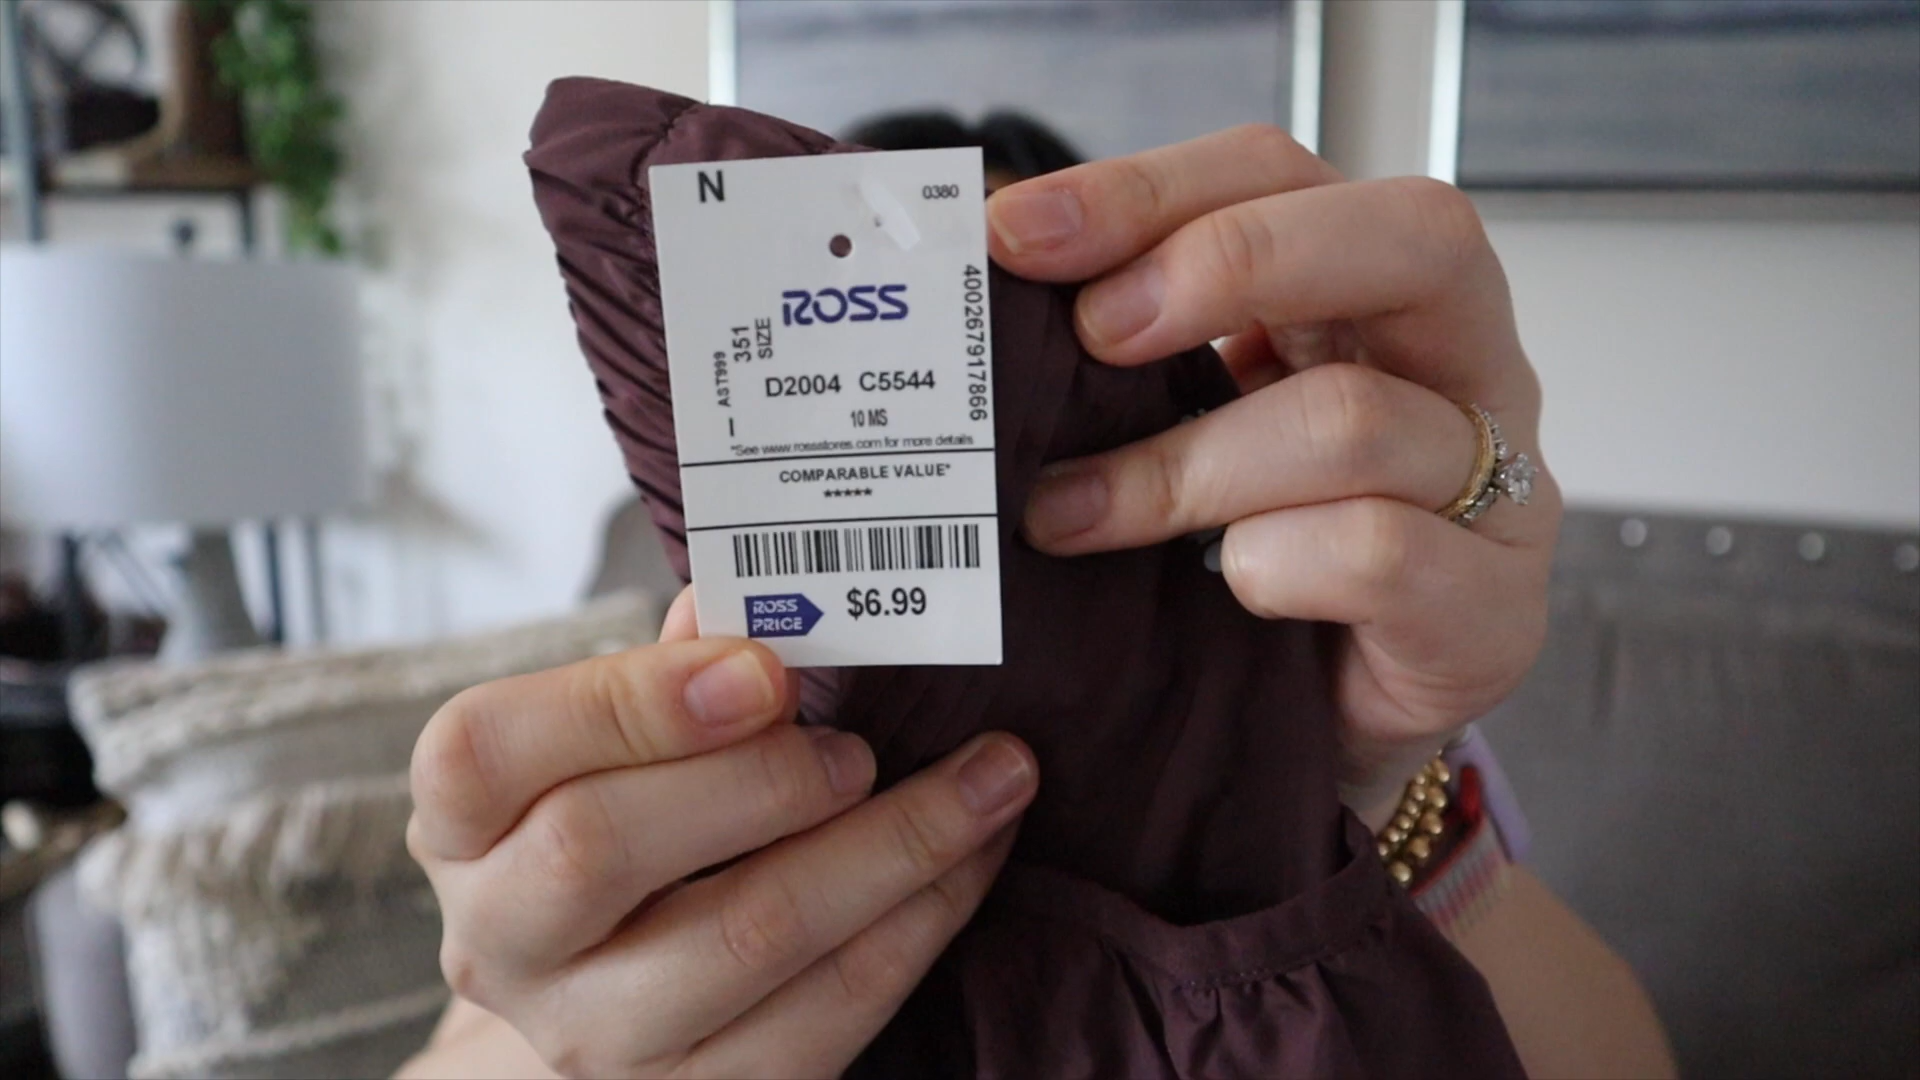 N
0380
ROSS
400267917866
351
SIZE
AST999
I
D2004 C5544
10 MS
*See www.rossstores.com for more details
COMPARABLE VALUE*
*****
ROSS
PRICE
$6.99